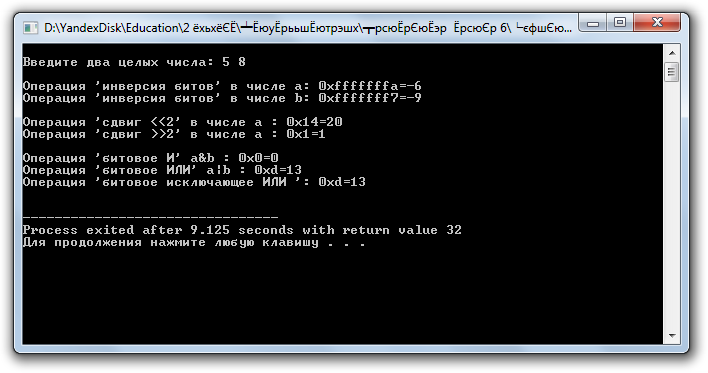 D:\YandexDisk\Education\2 ёхьхёЄЁ\┴ЁюуЁрььшЁютрэшх\╦рсюЁрЄюЁэр  ЁрсюЄр 6\ └єфшЄю...
Введите два целых числа: 5 8
Операция 'инверсия битов' в числе a: 0xfffffffa=-6
Операция 'инверсия битов' в числе b: 0xfffffff7=-9
Операция 'сдвиг <<2' в числе a : 0x14=20
Операция 'сдвиг >>2' в числе a : 0x1=1
Операция 'битовое И' a&b : 0x0=0
Операция 'битовое ИЛИ' a|b : 0xd=13
Операция 'битовое исключающее ИЛИ ': 0xd=13
--------------------------------
Process exited after 9.125 seconds with return value 32
Для продолжения нажмите любую клавишу . . .